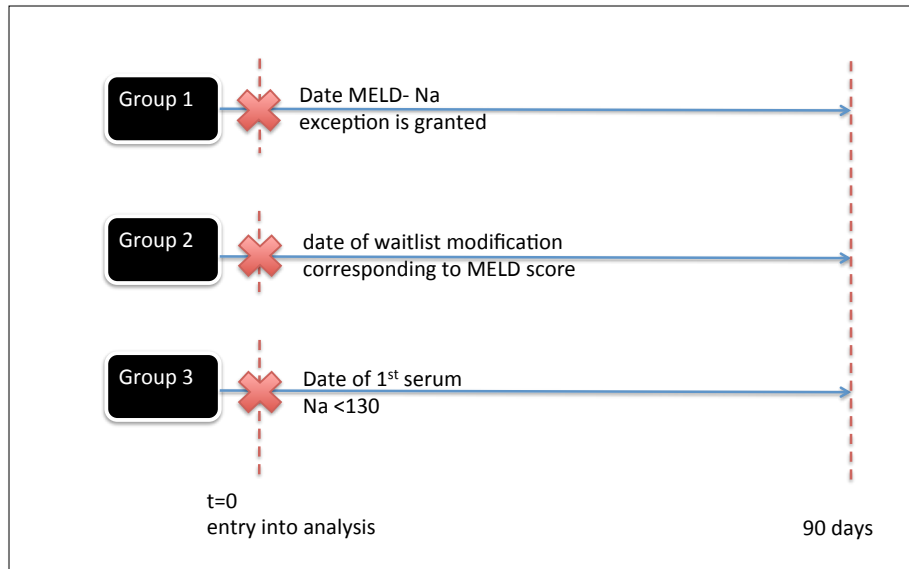 Group 1
Date MELD- Na
exception is granted
Group 2
date of waitlist modification
corresponding to MELD score
Group 3
Date of 1st serum
Na <130
t=0
entry into analysis
90 days